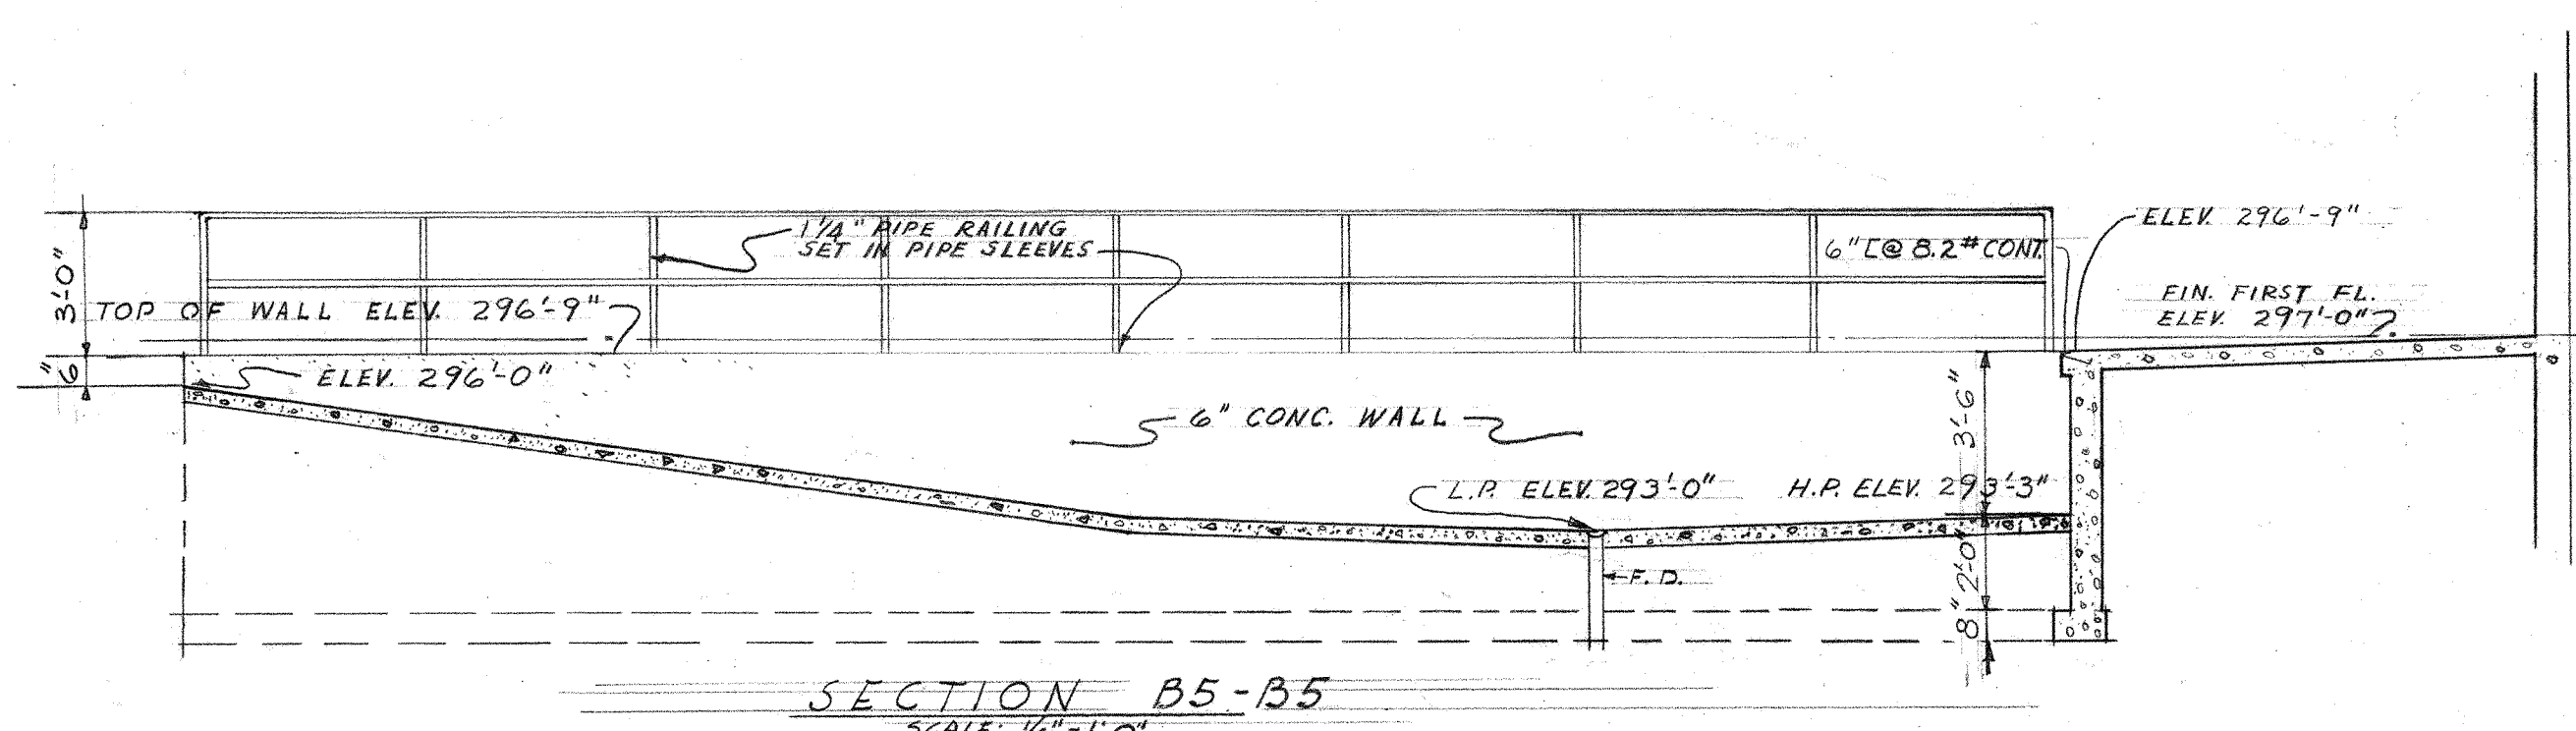 1 1/4" PIPE RAILING
SET IN PIPE SLEEVES
6" [@ 8.2# CONT.
ELEV. 296'-9"
FIN. FIRST FL.
ELEV. 297'-0"
3'-0"
TOP OF WALL ELEV. 296'-9"
6"
ELEV. 296'-0"
6" CONC. WALL
3'-6"
L.P. ELEV. 293'-0"
H.P. ELEV. 293'-3"
F.D.
2'-0"
8"
SECTION B5-B5
SCALE: